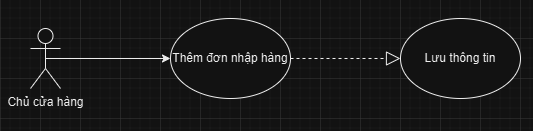 Thêm đơn nhập hàng
Lưu thông tin
Chủ cửa hàng